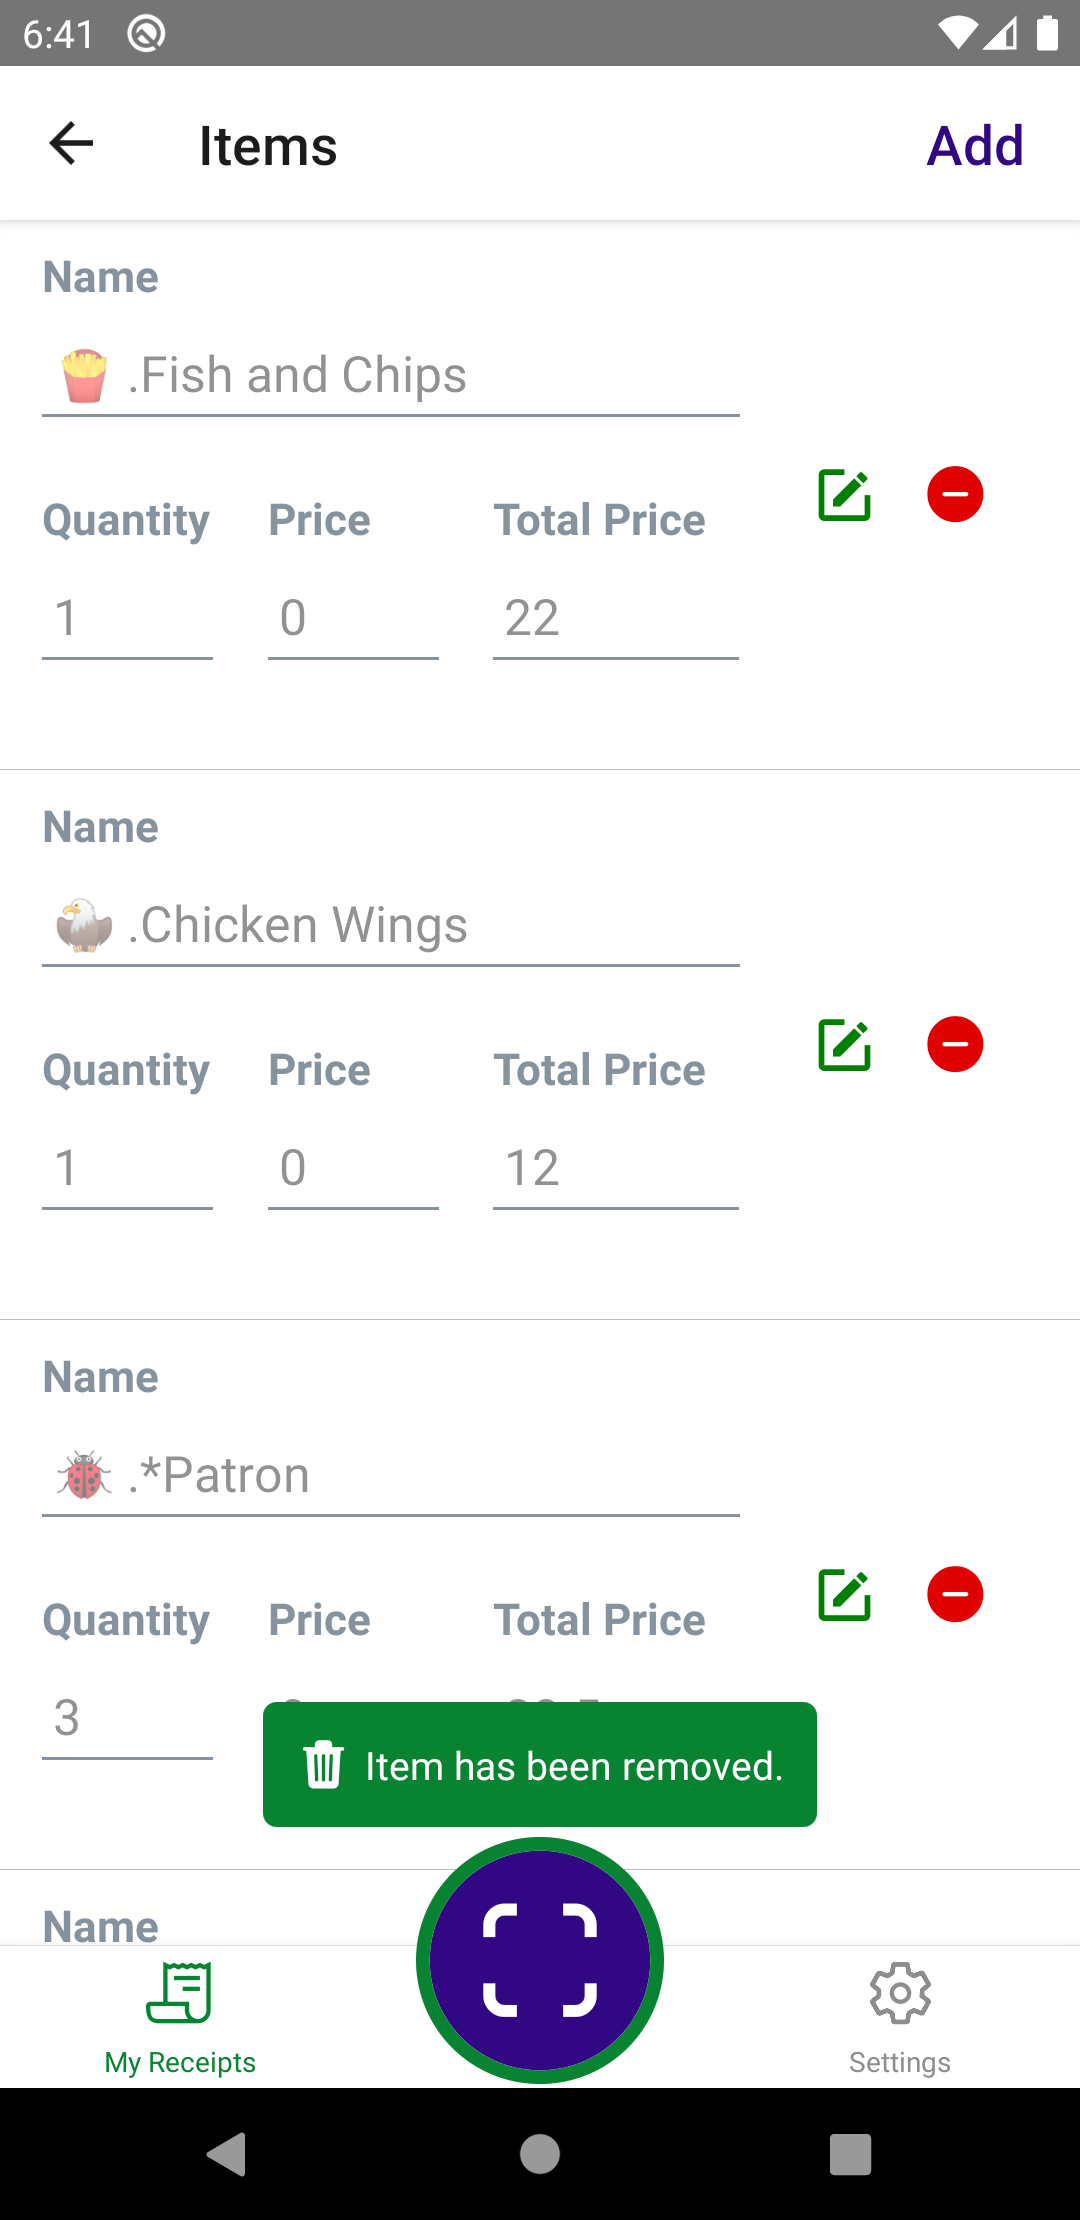 6:41
Items Add
Name
.Fish and Chips
Quantity Price Total Price
1 0 22
Name
.Chicken Wings
Quantity Price Total Price
1 0 12
Name
.*Patron
Quantity Price Total Price
3
Item has been removed.
Name
My Receipts Settings